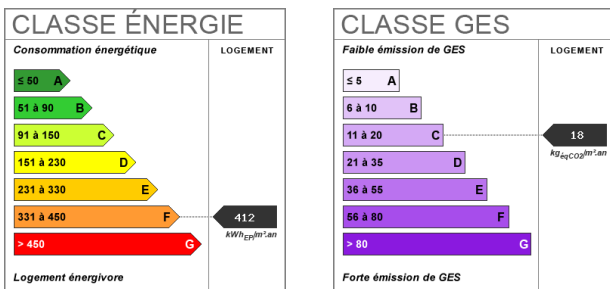 CLASSE ÉNERGIE
Consommation énergétique
LOGEMENT
≤ 50 A
51 à 90 B
91 à 150 C
151 à 230 D
231 à 330 E
331 à 450 F
412
kWhEP/m².an
> 450 G
Logement énergivore
CLASSE GES
Faible émission de GES
LOGEMENT
≤ 5 A
6 à 10 B
11 à 20 C
18
kgéqCO2/m².an
21 à 35 D
36 à 55 E
56 à 80 F
> 80 G
Forte émission de GES